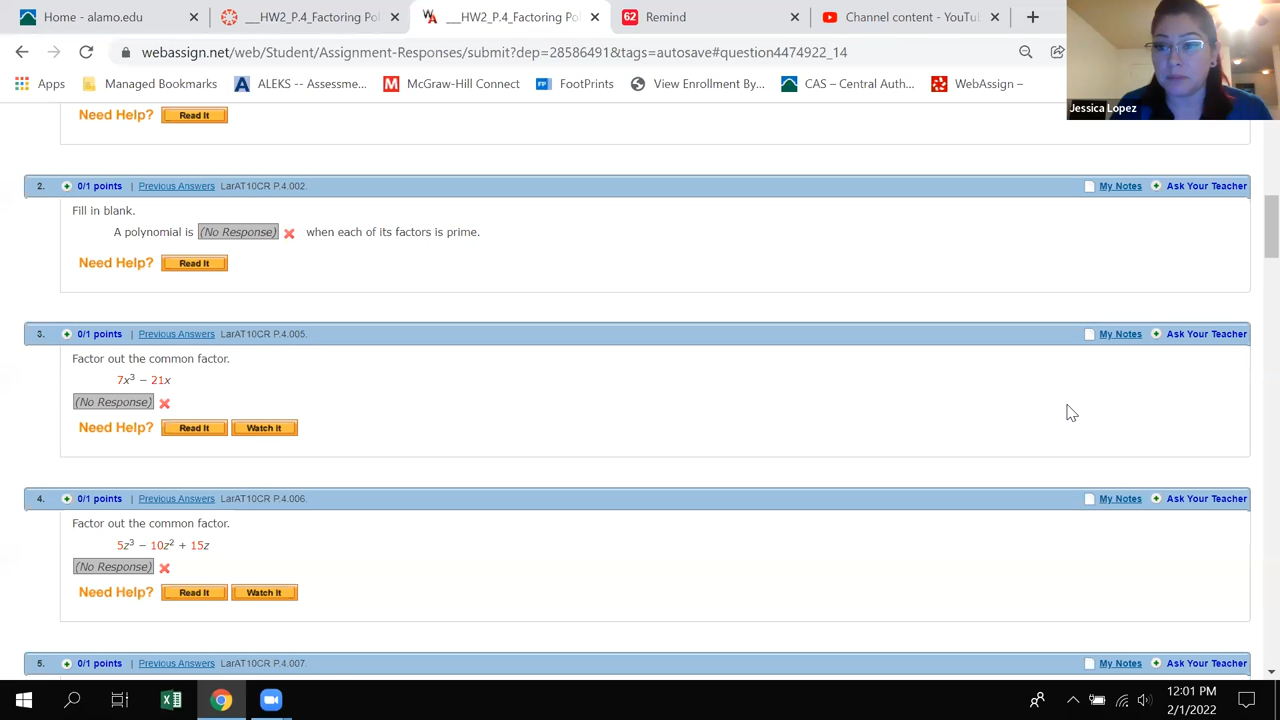 Home - alamo.edu
___HW2_P.4_Factoring Pol
___HW2_P.4_Factoring Pol
62 Remind
Channel content - YouTu
webassign.net/web/Student/Assignment-Responses/submit?dep=28586491&tags=autosave#question4474922_14
Apps
Managed Bookmarks
ALEKS -- Assessme...
McGraw-Hill Connect
FP FootPrints
View Enrollment By...
CAS – Central Auth...
WebAssign –
Jessica Lopez
Need Help? Read It
2. 0/1 points | Previous Answers LarAT10CR P.4.002. My Notes Ask Your Teacher
Fill in blank.
A polynomial is (No Response) when each of its factors is prime.
Need Help? Read It
3. 0/1 points | Previous Answers LarAT10CR P.4.005. My Notes Ask Your Teacher
Factor out the common factor.
7x³ − 21x
(No Response)
Need Help? Read It Watch It
4. 0/1 points | Previous Answers LarAT10CR P.4.006. My Notes Ask Your Teacher
Factor out the common factor.
5z³ − 10z² + 15z
(No Response)
Need Help? Read It Watch It
5. 0/1 points | Previous Answers LarAT10CR P.4.007. My Notes Ask Your Teacher
12:01 PM
2/1/2022